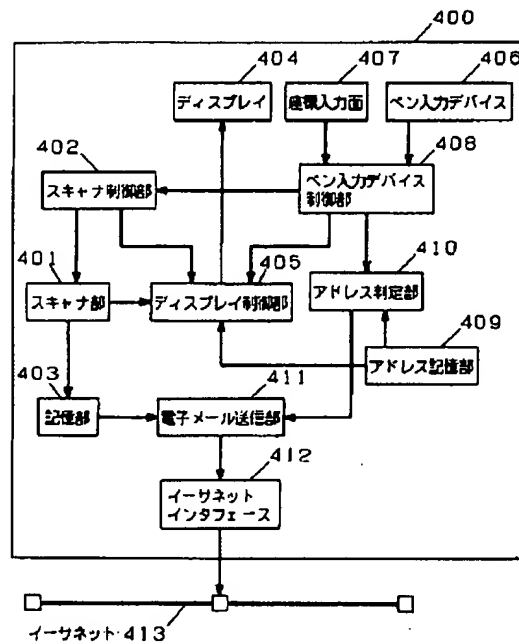 400
404
407
406
ディスプレイ
座標入力面
ペン入力デバイス
402
408
スキャナ制御部
ペン入力デバイス
制御部
401
405
410
スキャナ部
ディスプレイ制御部
アドレス判定部
409
403
411
アドレス記憶部
記憶部
電子メール送信部
412
イーサネット
インタフェース
イーサネット 413